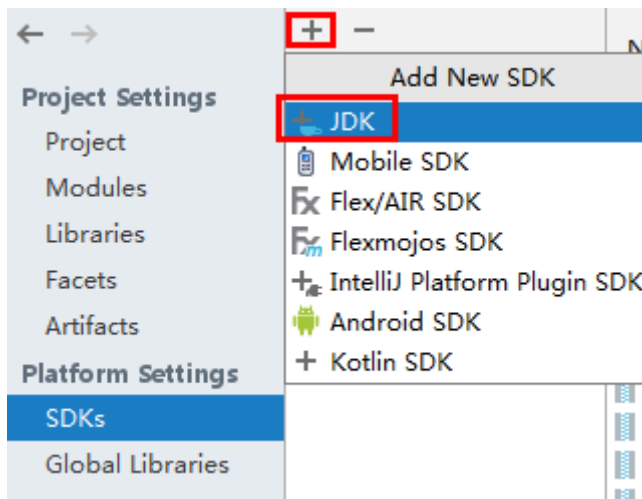 Project Settings
Project
Modules
Libraries
Facets
Artifacts
Platform Settings
SDKs
Global Libraries
Add New SDK
JDK
Mobile SDK
Flex/AIR SDK
Flexmojos SDK
IntelliJ Platform Plugin SDK
Android SDK
Kotlin SDK